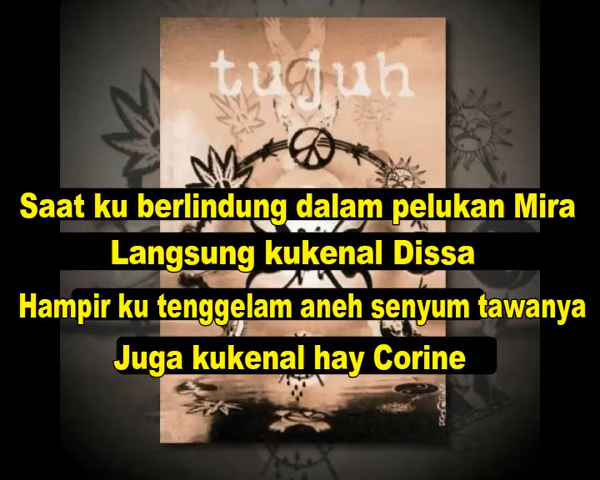 tujuh
Saat ku berlindung dalam pelukan Mira
Langsung kukenal Dissa
Hampir ku tenggelam aneh senyum tawanya
Juga kukenal hay Corine